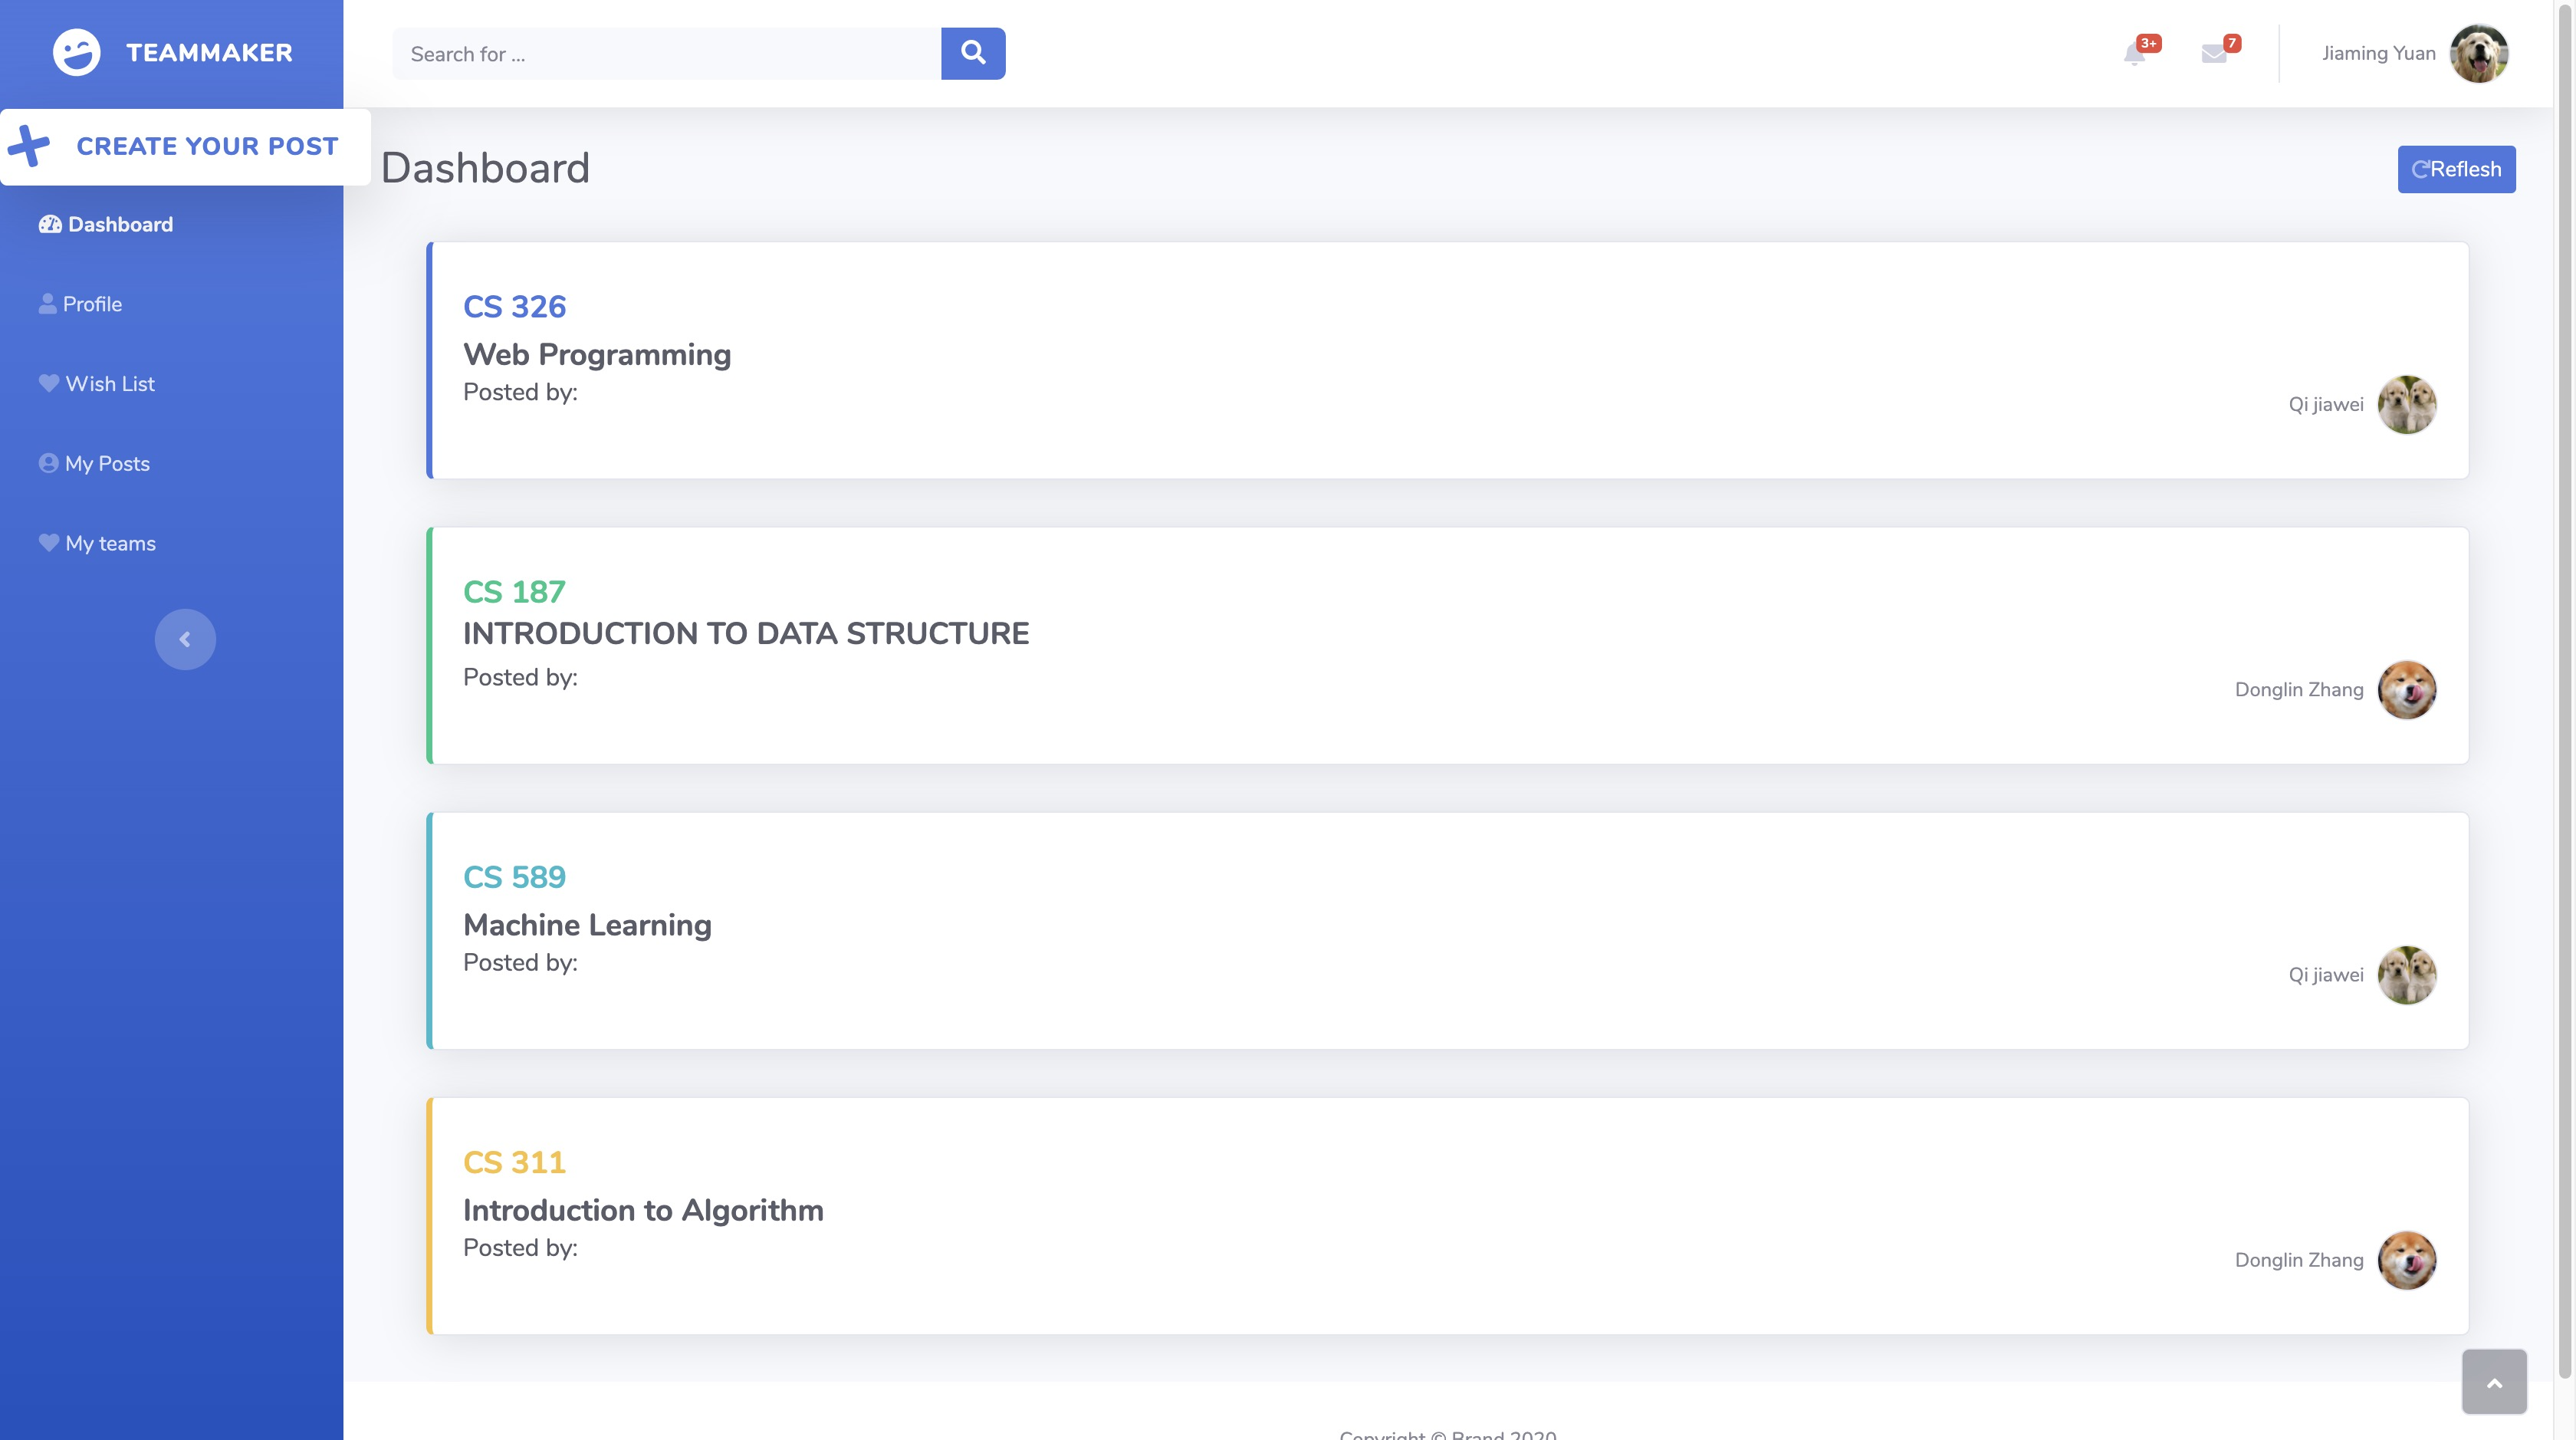 TEAMMAKER
Search for ...
3+
7
Jiaming Yuan
CREATE YOUR POST
Dashboard
Reflesh
Dashboard
Profile
Wish List
My Posts
My teams
CS 326
Web Programming
Posted by:
Qi jiawei
CS 187
INTRODUCTION TO DATA STRUCTURE
Posted by:
Donglin Zhang
CS 589
Machine Learning
Posted by:
Qi jiawei
CS 311
Introduction to Algorithm
Posted by:
Donglin Zhang
Copyright © Brand 2020